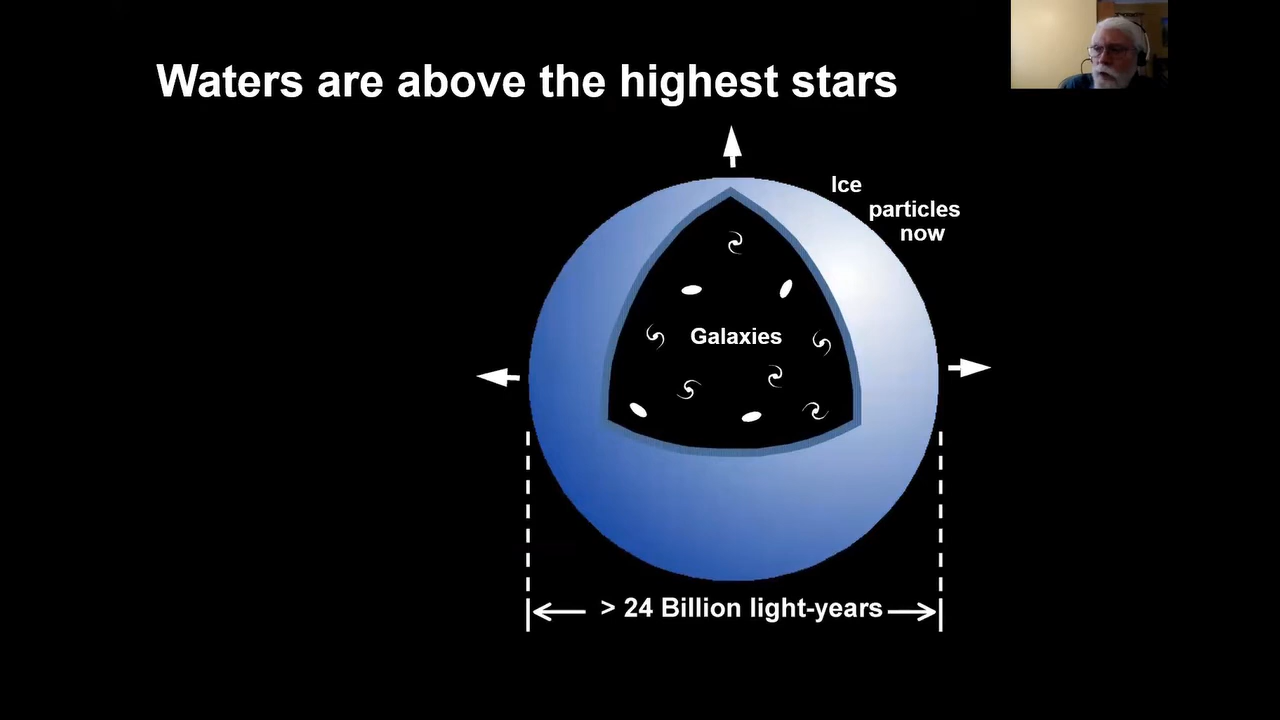 Waters are above the highest stars
Ice
particles
now
Galaxies
> 24 Billion light-years